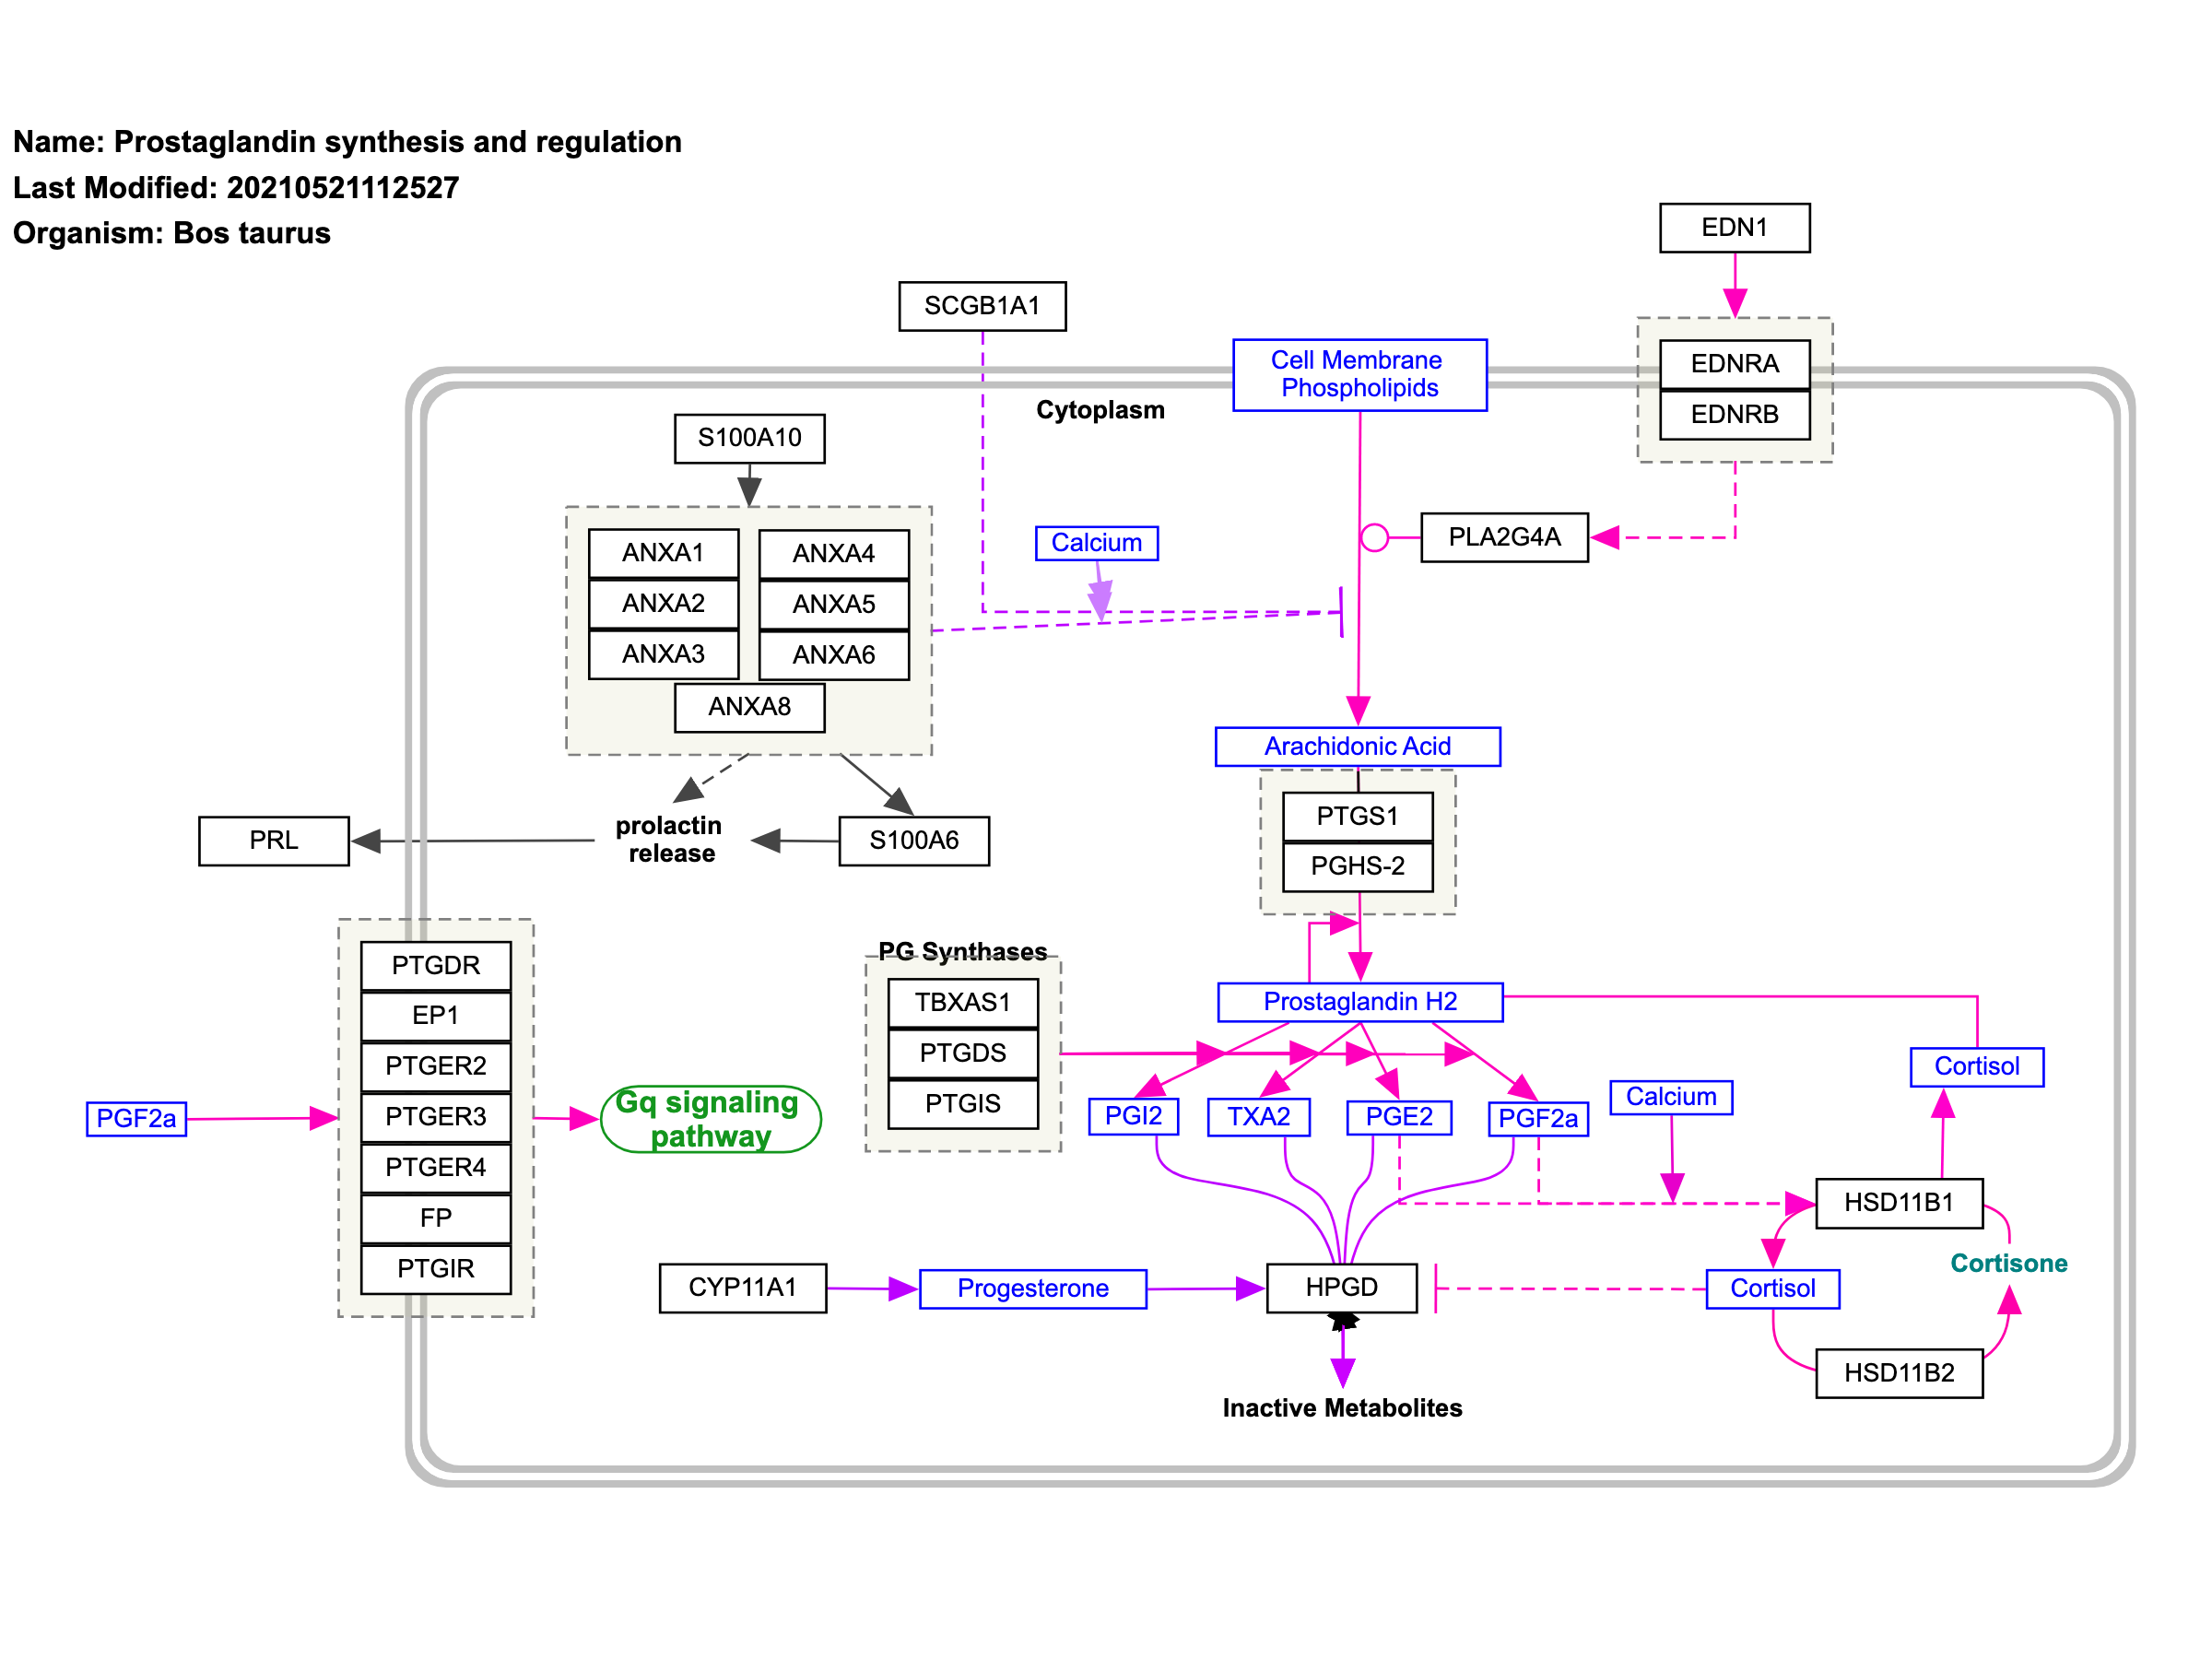 Name: Prostaglandin synthesis and regulation
Last Modified: 20210521112527
Organism: Bos taurus
EDN1
SCGB1A1
Cell Membrane
Phospholipids
EDNRA
EDNRB
Cytoplasm
S100A10
PLA2G4A
Calcium
ANXA1
ANXA4
ANXA2
ANXA5
ANXA3
ANXA6
ANXA8
Arachidonic Acid
PTGS1
PGHS-2
PRL
prolactin
release
S100A6
PG Synthases
TBXAS1
PTGDS
PTGIS
Prostaglandin H2
PTGDR
EP1
PTGER2
PTGER3
PTGER4
FP
PTGIR
PGF2a
Gq signaling
pathway
PGI2
TXA2
PGE2
PGF2a
Calcium
Cortisol
HSD11B1
Cortisone
CYP11A1
Progesterone
HPGD
Cortisol
HSD11B2
Inactive Metabolites